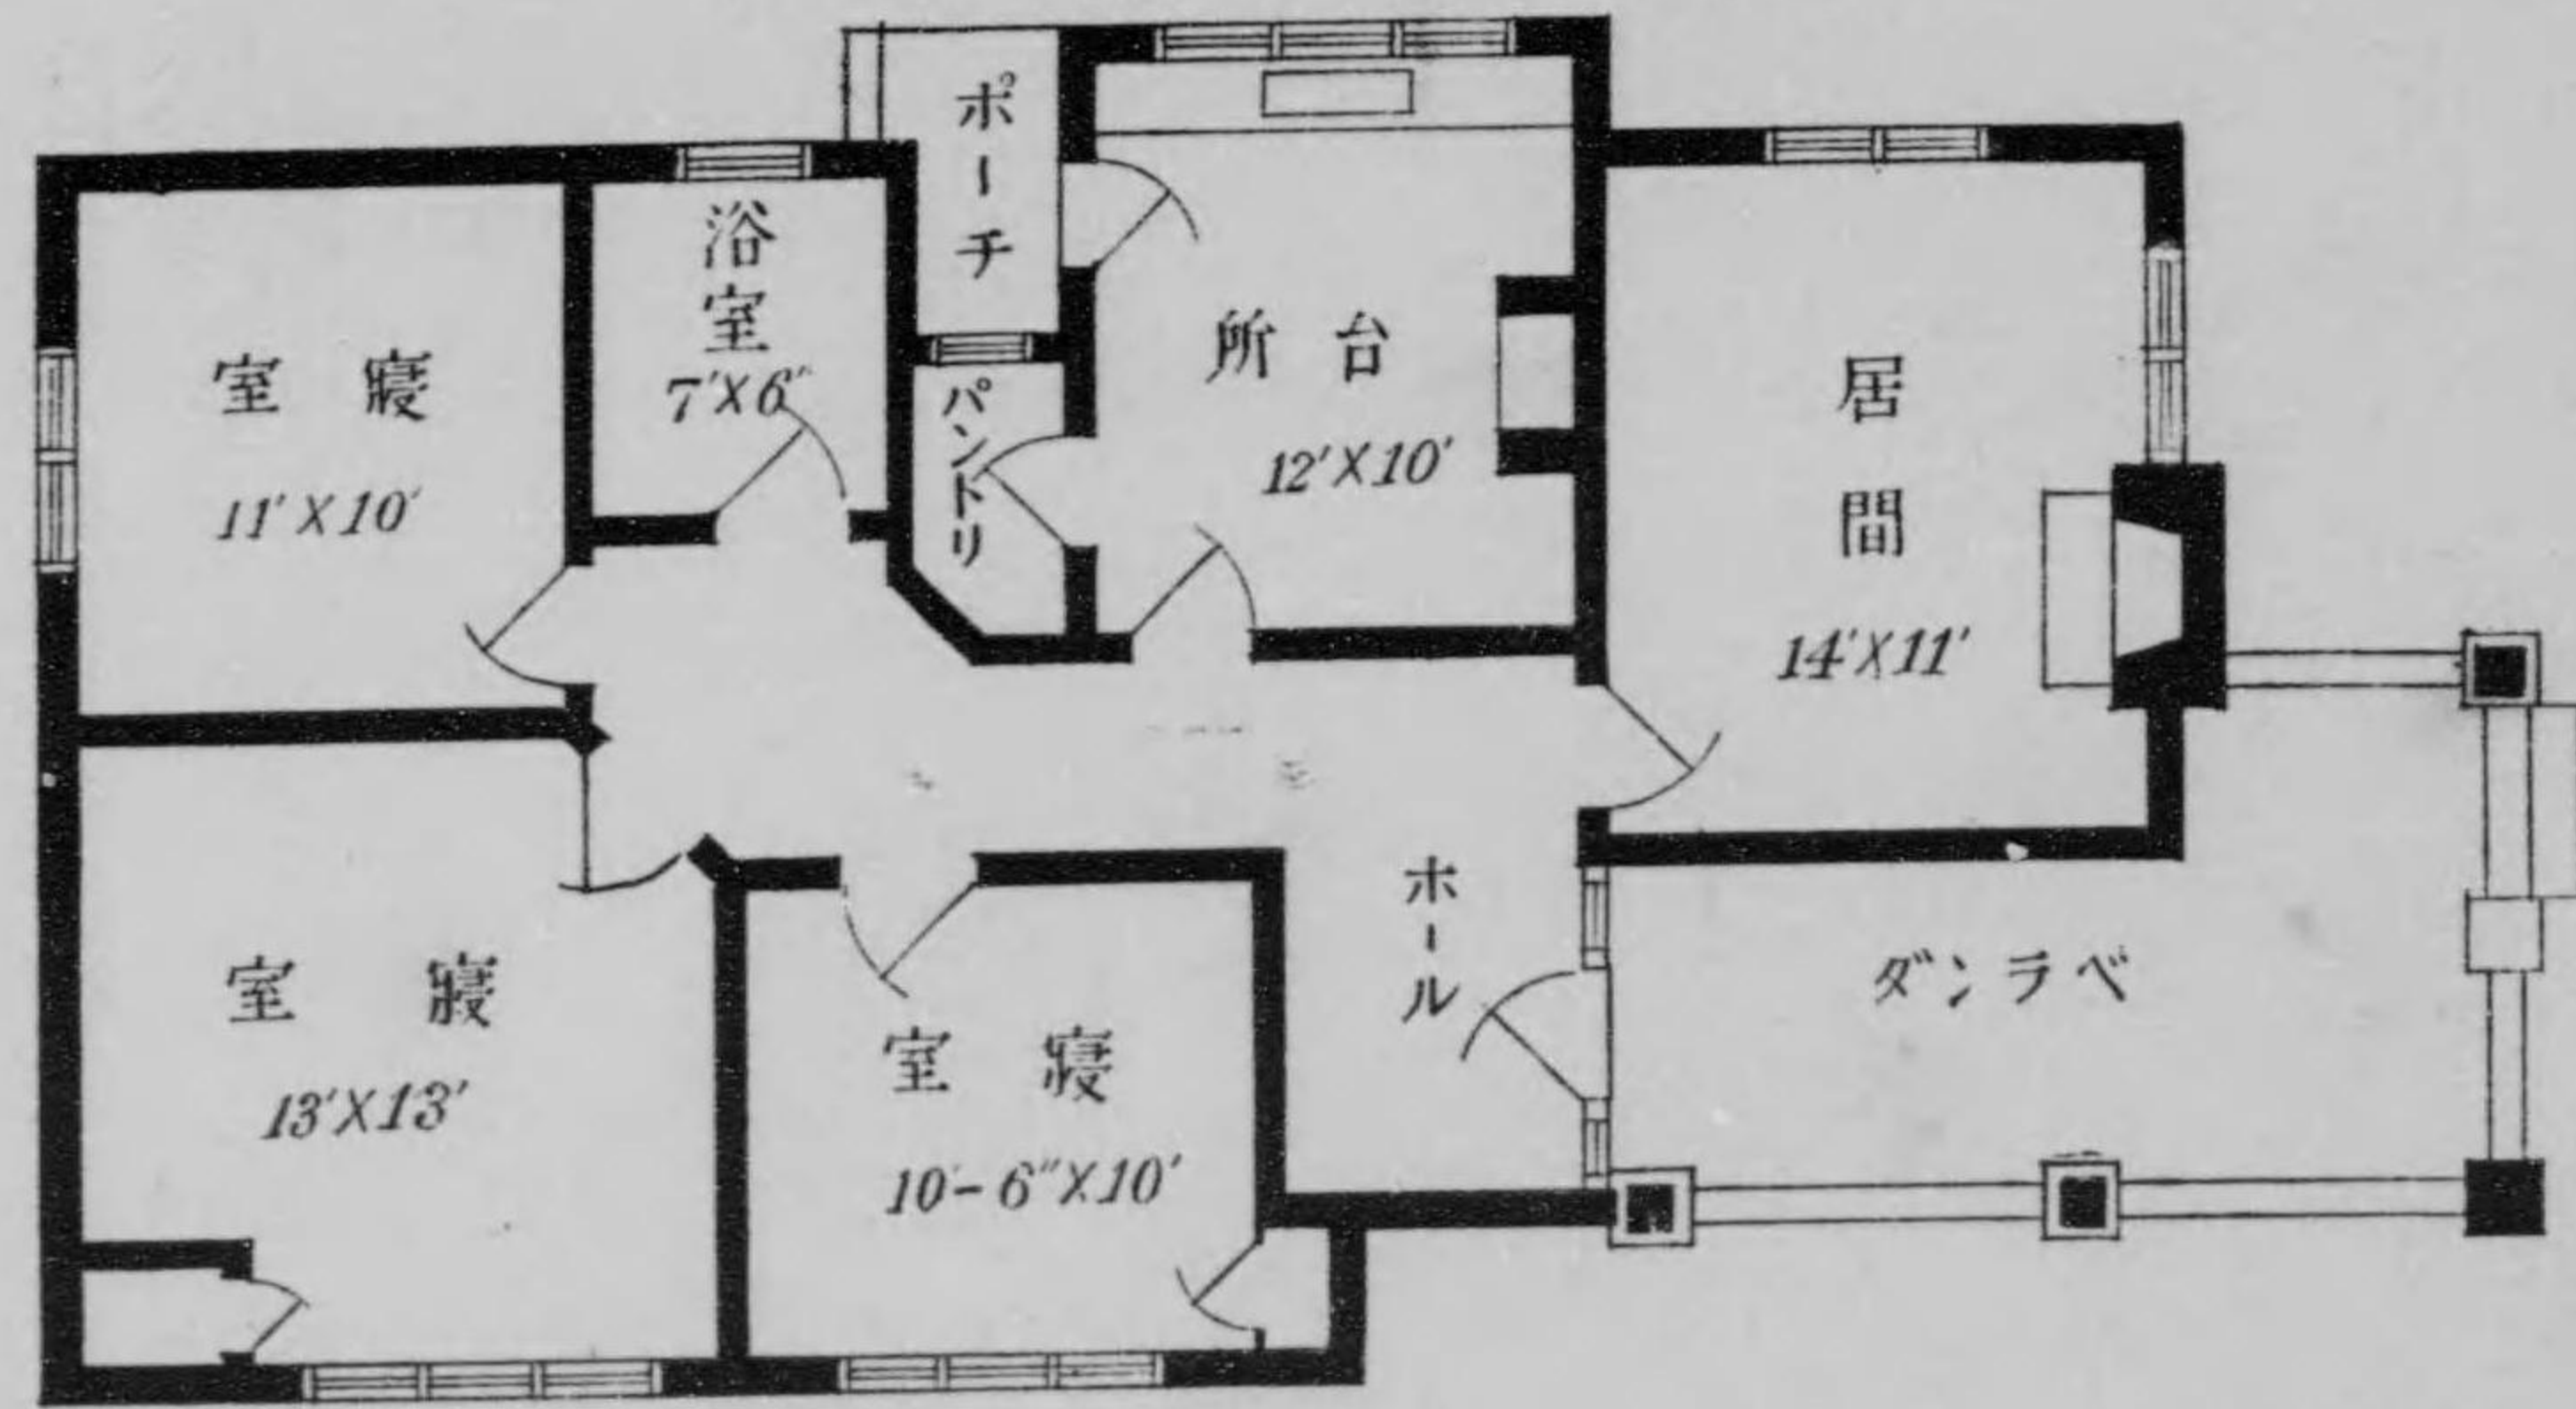 ポーチ
浴室
7'X6"
台所
12'X10'
寝室
11'X10'
パントリ
居間
14'X11'
ホール
ベランダ
寝室
13'X13'
寝室
10-6"X10'